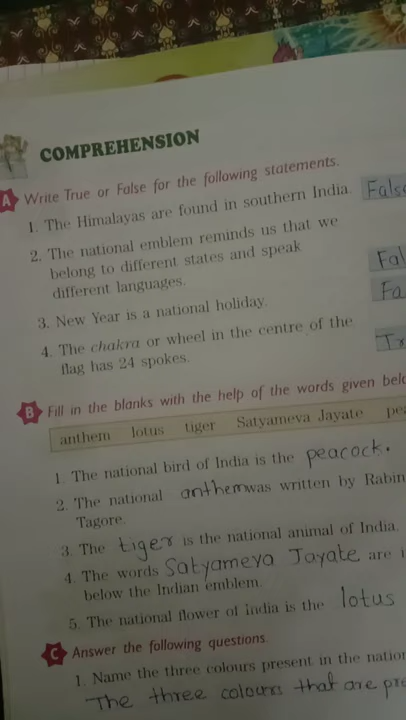 COMPREHENSION
A Write True or False for the following statements.
1. The Himalayas are found in southern India. False
2. The national emblem reminds us that we
belong to different states and speak
different languages. Fal
3. New Year is a national holiday. Fa
4. The chakra or wheel in the centre of the
flag has 24 spokes. Tr
B Fill in the blanks with the help of the words given belo
anthem lotus tiger Satyameva Jayate pea
1. The national bird of India is the peacock.
2. The national anthem was written by Rabin
Tagore.
3. The tiger is the national animal of India.
4. The words Satyameva Jayate are i
below the Indian emblem.
5. The national flower of India is the lotus
C Answer the following questions.
1. Name the three colours present in the nation
The three colours that are pre